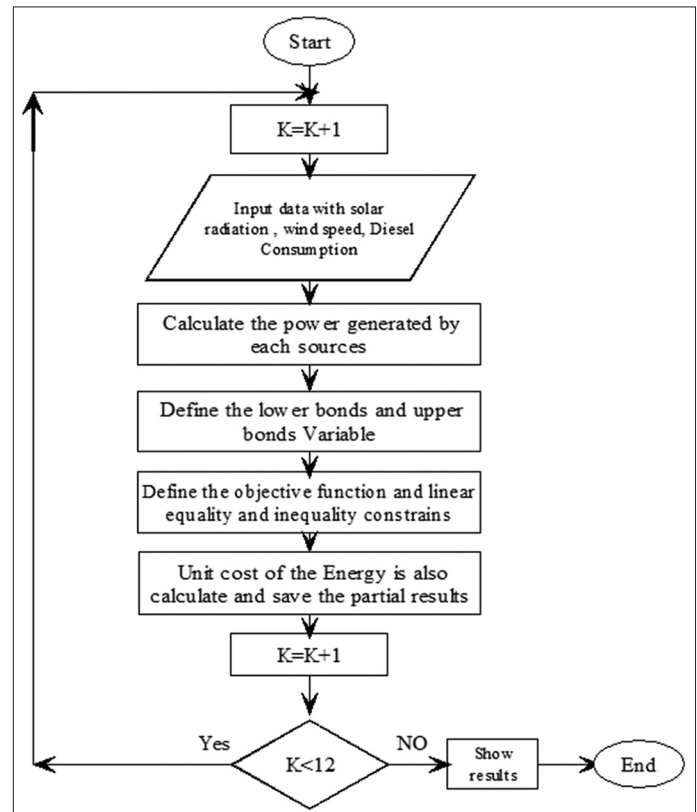 Start
K=K+1
Input data with solar
radiation , wind speed, Diesel
Consumption
Calculate the power generated by
each sources
Define the lower bonds and upper
bonds Variable
Define the objective function and linear
equality and inequality constrains
Unit cost of the Energy is also
calculate and save the partial results
K=K+1
Yes
K<12
NO
Show
results
End